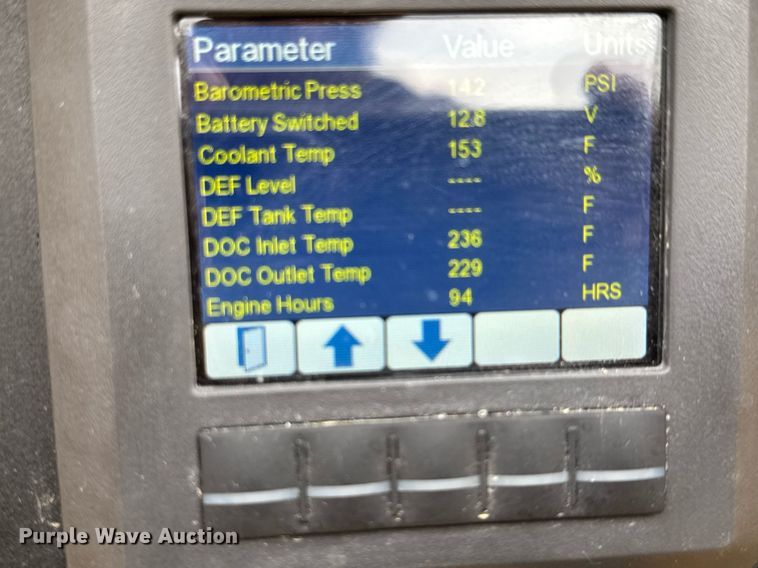 Parameter Value Units
Barometric Press 14.2 PSI
Battery Switched 12.8 V
Coolant Temp 153 F
DEF Level ---- %
DEF Tank Temp ---- F
DOC Inlet Temp 236 F
DOC Outlet Temp 229 F
Engine Hours 94 HRS
Purple Wave Auction